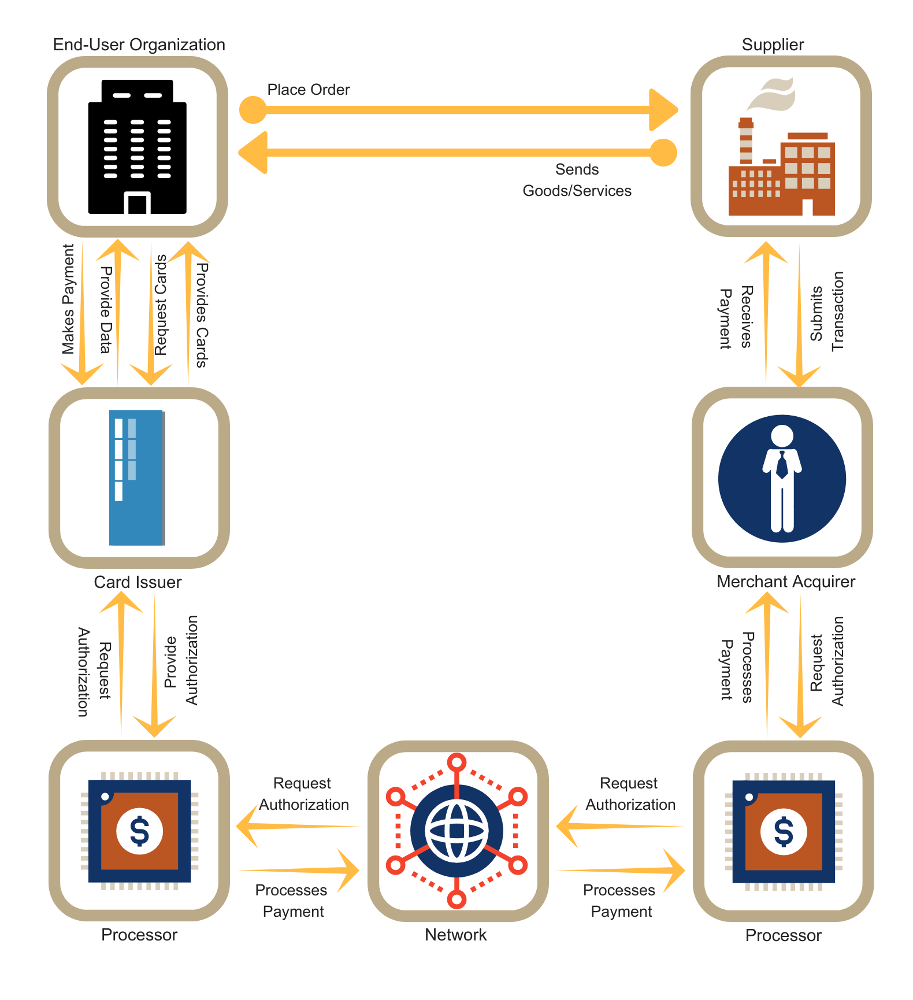 End-User Organization
Supplier
Place Order
Sends
Goods/Services
Makes Payment
Provide Data
Request Cards
Provides Cards
Receives
Payment
Submits
Transaction
Card Issuer
Merchant Acquirer
Request
Authorization
Provide
Authorization
Processes
Payment
Request
Authorization
Request
Authorization
Processes
Payment
Request
Authorization
Processes
Payment
$
$
Processor
Network
Processor